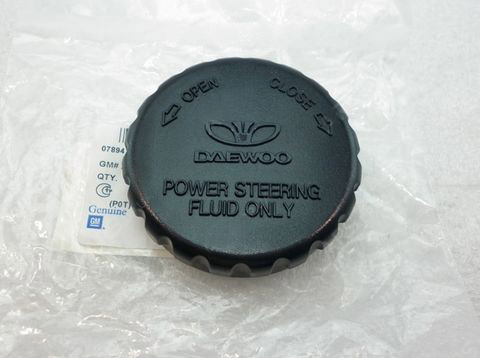 OPEN CLOSE
DAEWOO
POWER STEERING
FLUID ONLY
07894
GM#
QTY.
(P0T)
Genuine
GM